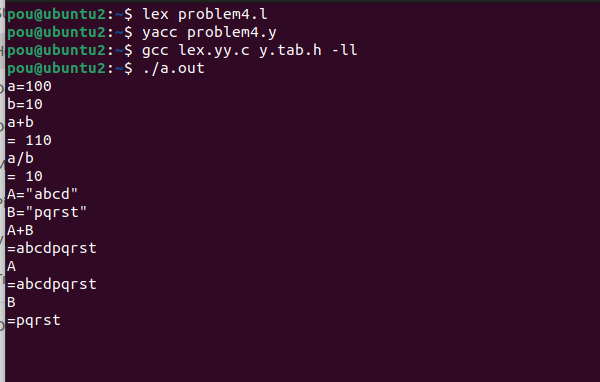 pou@ubuntu2:~$ lex problem4.l
pou@ubuntu2:~$ yacc problem4.y
pou@ubuntu2:~$ gcc lex.yy.c y.tab.h -ll
pou@ubuntu2:~$ ./a.out
a=100
b=10
a+b
= 110
a/b
= 10
A="abcd"
B="pqrst"
A+B
=abcdpqrst
A
=abcdpqrst
B
=pqrst